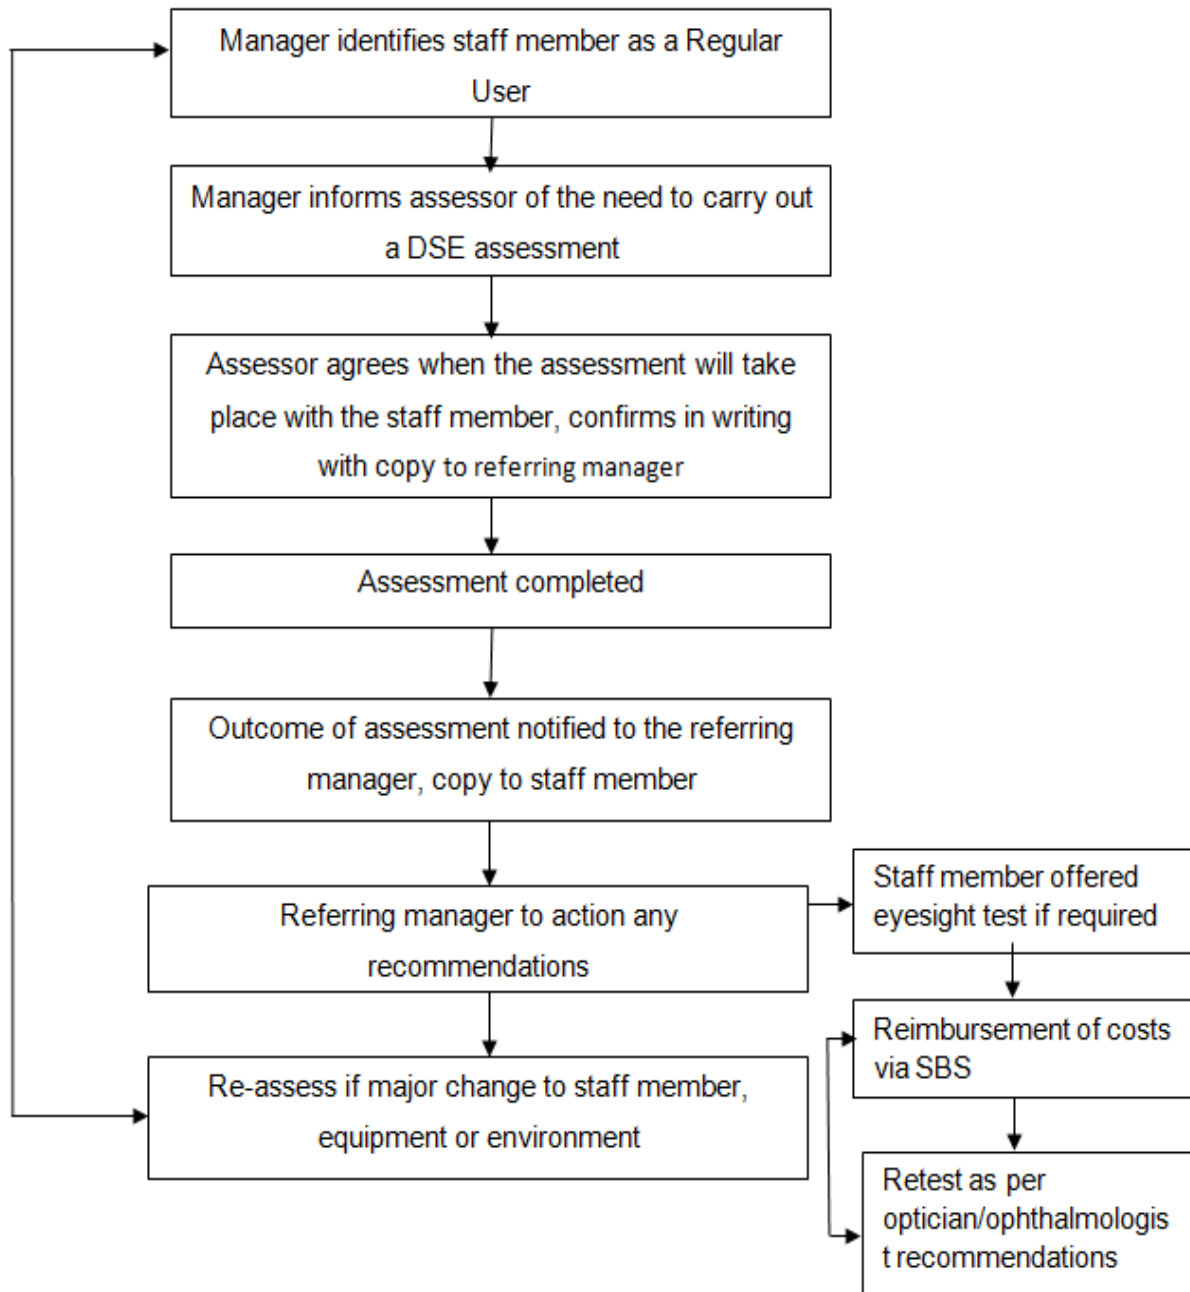 Manager identifies staff member as a Regular
User
Manager informs assessor of the need to carry out
a DSE assessment
Assessor agrees when the assessment will take
place with the staff member, confirms in writing
with copy to referring manager
Assessment completed
Outcome of assessment notified to the referring
manager, copy to staff member
Referring manager to action any
recommendations
Staff member offered
eyesight test if required
Reimbursement of costs
via SBS
Re-assess if major change to staff member,
equipment or environment
Retest as per
optician/ophthalmologis
t recommendations